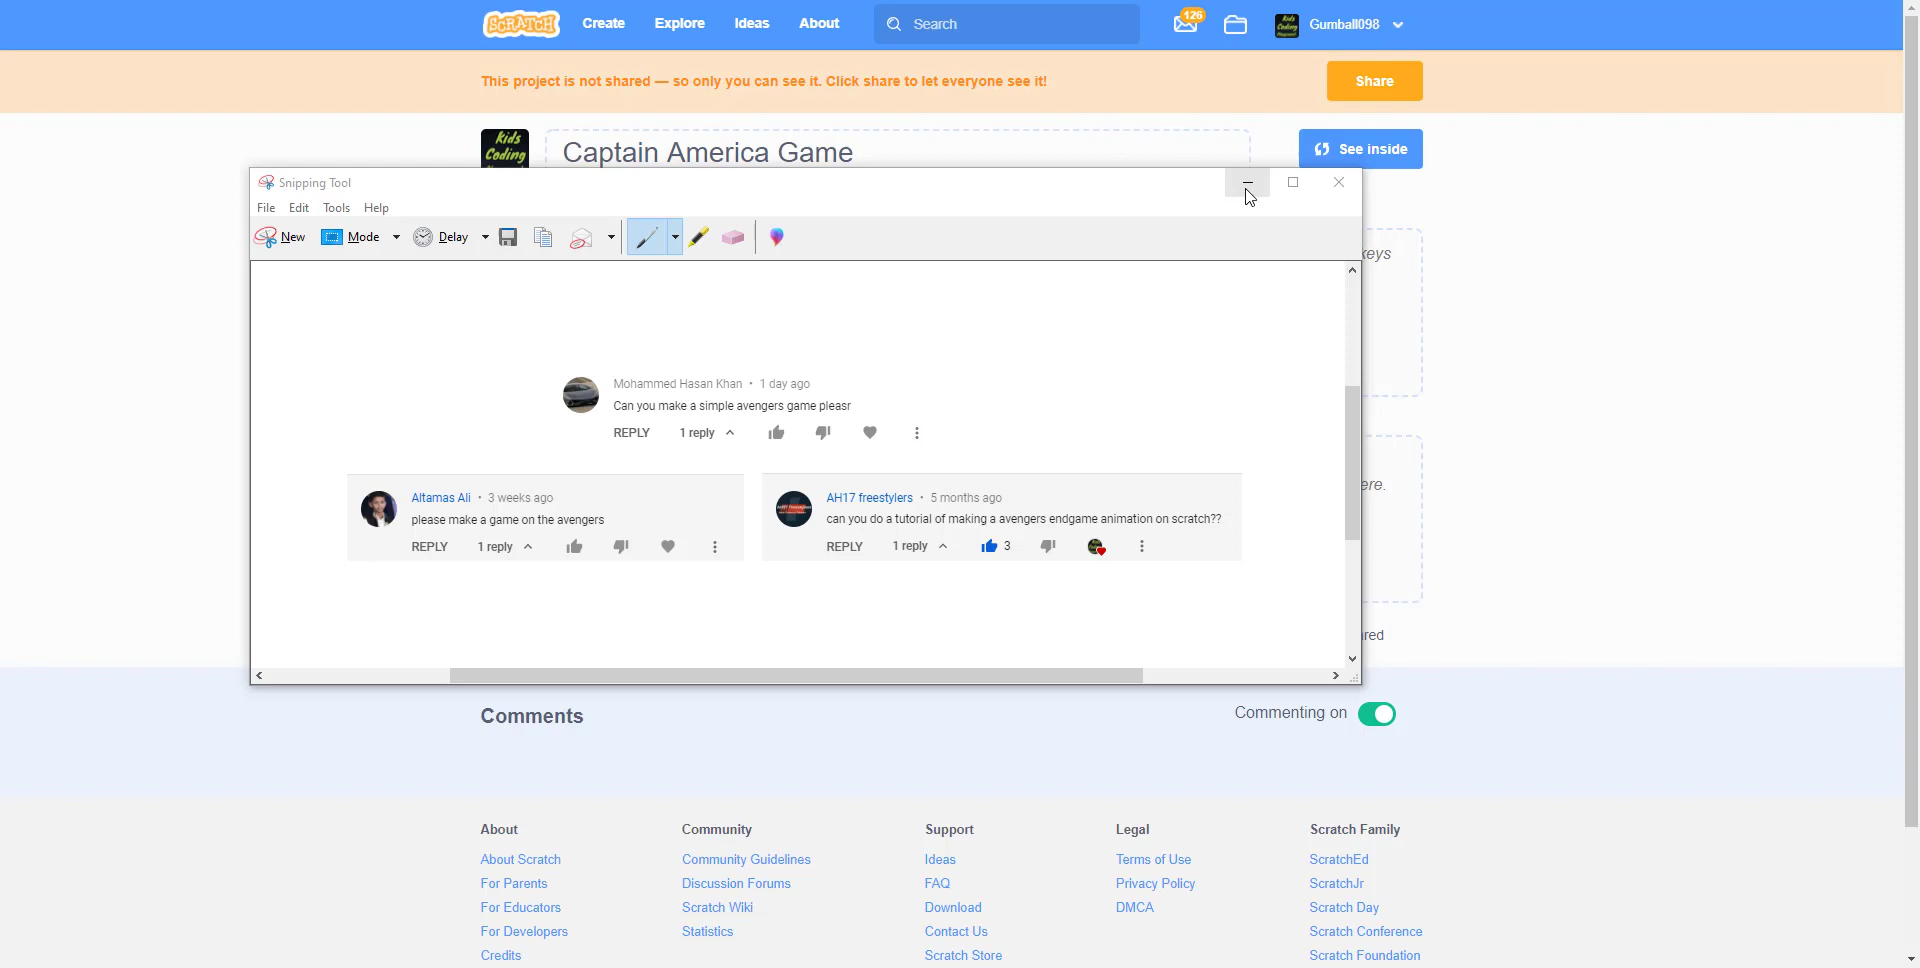 SCRATCH Create Explore Ideas About Search 126 Gumball098
This project is not shared — so only you can see it. Click share to let everyone see it! Share
Kids
Coding
Captain America Game
See inside
Snipping Tool
File Edit Tools Help
New Mode Delay
keys
Mohammed Hasan Khan • 1 day ago
Can you make a simple avengers game pleasr
REPLY 1 reply
Altamas Ali • 3 weeks ago
please make a game on the avengers
REPLY 1 reply
AH17 freestylers • 5 months ago
can you do a tutorial of making a avengers endgame animation on scratch??
REPLY 1 reply 3
ere.
ared
Comments Commenting on
About Community Support Legal Scratch Family
About Scratch Community Guidelines Ideas Terms of Use ScratchEd
For Parents Discussion Forums FAQ Privacy Policy ScratchJr
For Educators Scratch Wiki Download DMCA Scratch Day
For Developers Statistics Contact Us Scratch Conference
Credits Scratch Store Scratch Foundation